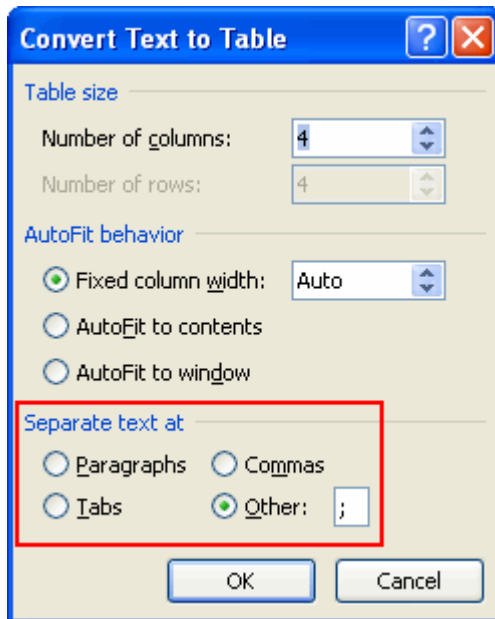 Convert Text to Table
Table size
Number of columns: 4
Number of rows: 4
AutoFit behavior
Fixed column width: Auto
AutoFit to contents
AutoFit to window
Separate text at
Paragraphs Commas
Tabs Other: ;
OK Cancel